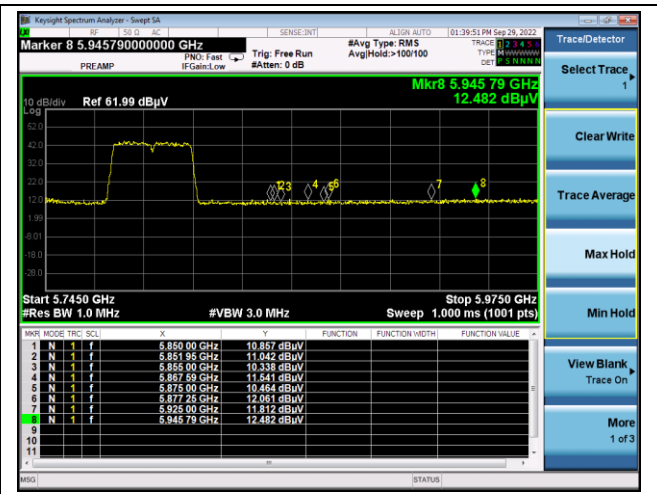 Keysight Spectrum Analyzer - Swept SA
RF 50 Ω AC SENSE:INT ALIGN AUTO 01:39:51 PM Sep 29, 2022
Marker 8 5.945790000000 GHz
PREAMP
PNO: Fast
IFGain:Low
Trig: Free Run
#Atten: 0 dB
#Avg Type: RMS
Avg|Hold:>100/100
TRACE 1 2 3 4 5 6
TYPE M W W W W W
DET P S N N N N
Mkr8 5.945 79 GHz
12.482 dBµV
10 dB/div Ref 61.99 dBµV
Log
52.0
42.0
32.0
22.0
12.0
1.99
-8.01
-18.0
-28.0
2 3 4 6 7 8
Start 5.7450 GHz Stop 5.9750 GHz
#Res BW 1.0 MHz #VBW 3.0 MHz Sweep 1.000 ms (1001 pts)
MKR MODE TRC SCL X Y FUNCTION FUNCTION WIDTH FUNCTION VALUE
1 N 1 f 5.850 00 GHz 10.857 dBµV
2 N 1 f 5.851 95 GHz 11.042 dBµV
3 N 1 f 5.855 00 GHz 10.338 dBµV
4 N 1 f 5.867 59 GHz 11.541 dBµV
5 N 1 f 5.875 00 GHz 10.464 dBµV
6 N 1 f 5.877 25 GHz 12.061 dBµV
7 N 1 f 5.925 00 GHz 11.812 dBµV
8 N 1 f 5.945 79 GHz 12.482 dBµV
9
10
11
MSG STATUS
Trace/Detector
Select Trace
1
Clear Write
Trace Average
Max Hold
Min Hold
View Blank
Trace On
More
1 of 3